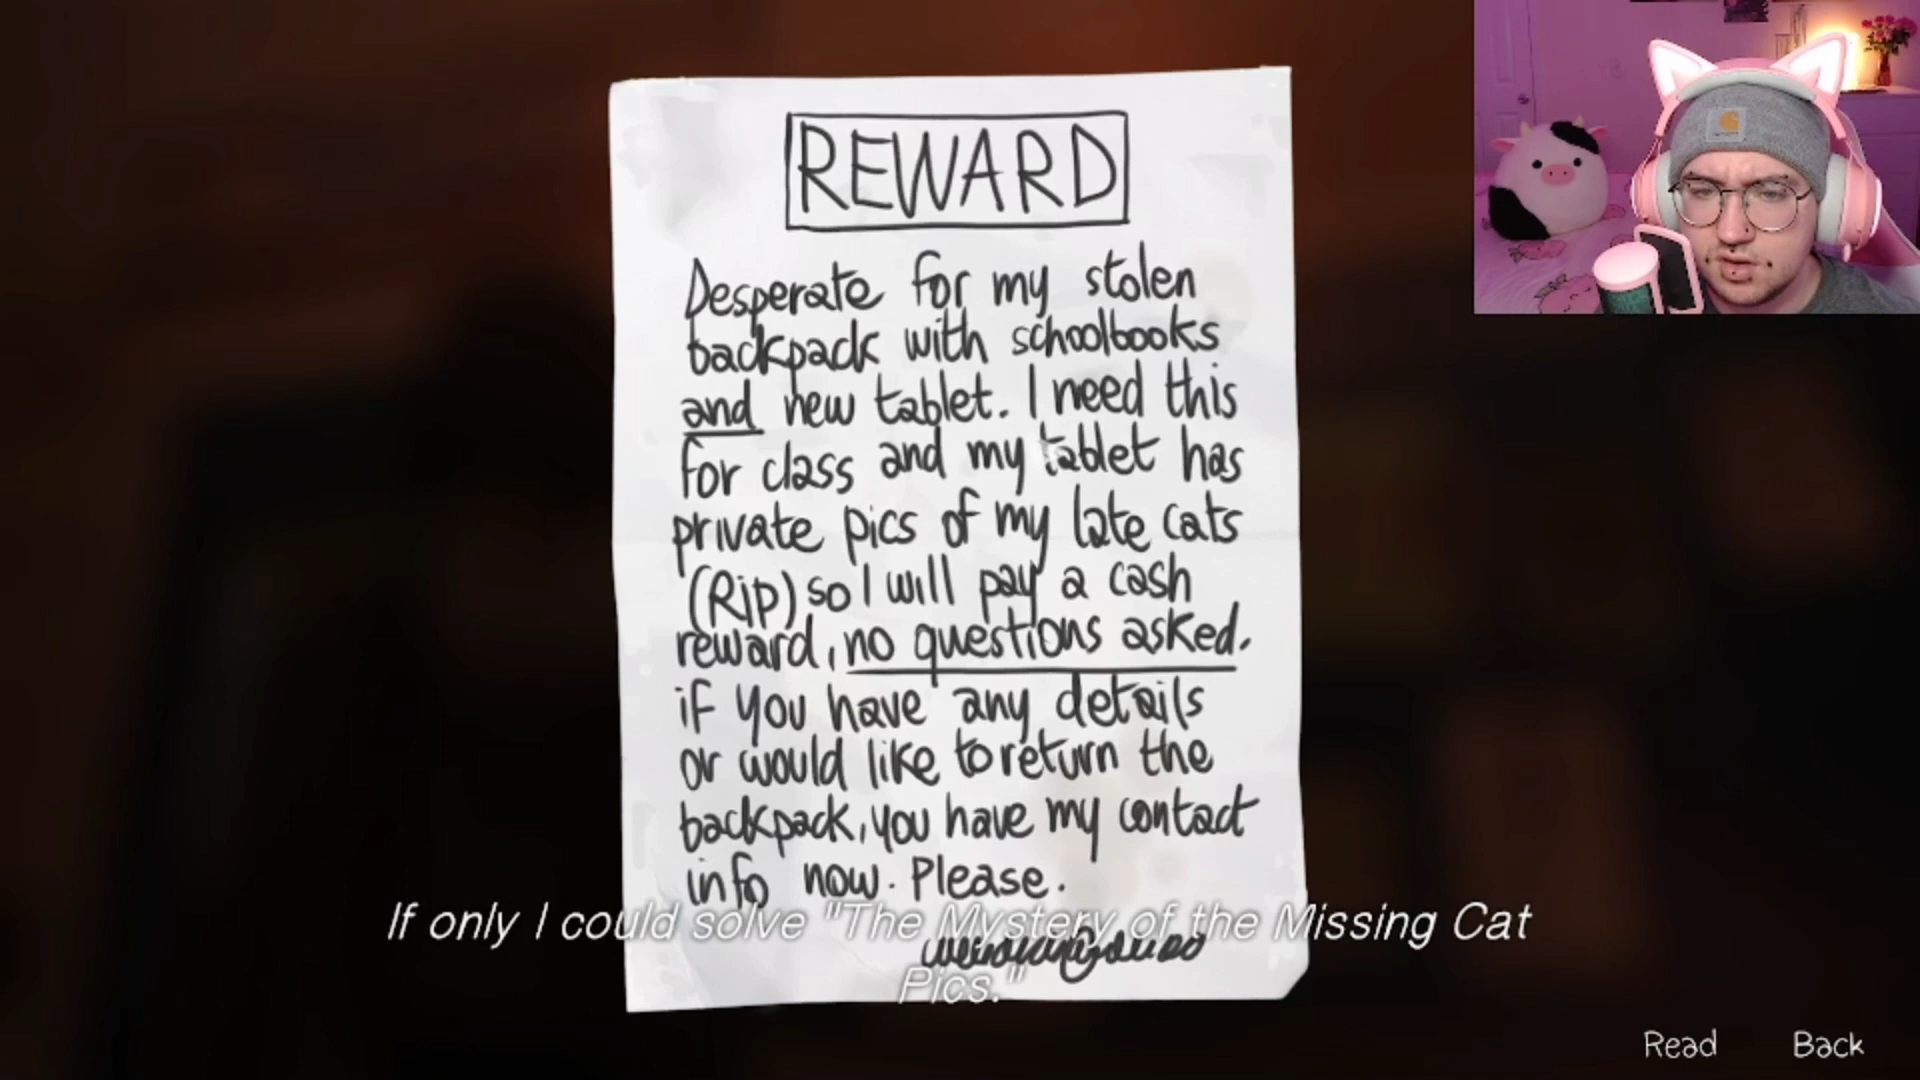 REWARD
Desperate for my stolen
backpack with schoolbooks
and new tablet. I need this
for class and my tablet has
private pics of my late cats
(RiP) so I will pay a cash
reward, no questions asked.
if you have any details
or would like to return the
backpack, you have my contact
info now. Please.
If only I could solve "The Mystery of the Missing Cat
Pics."
Read Back